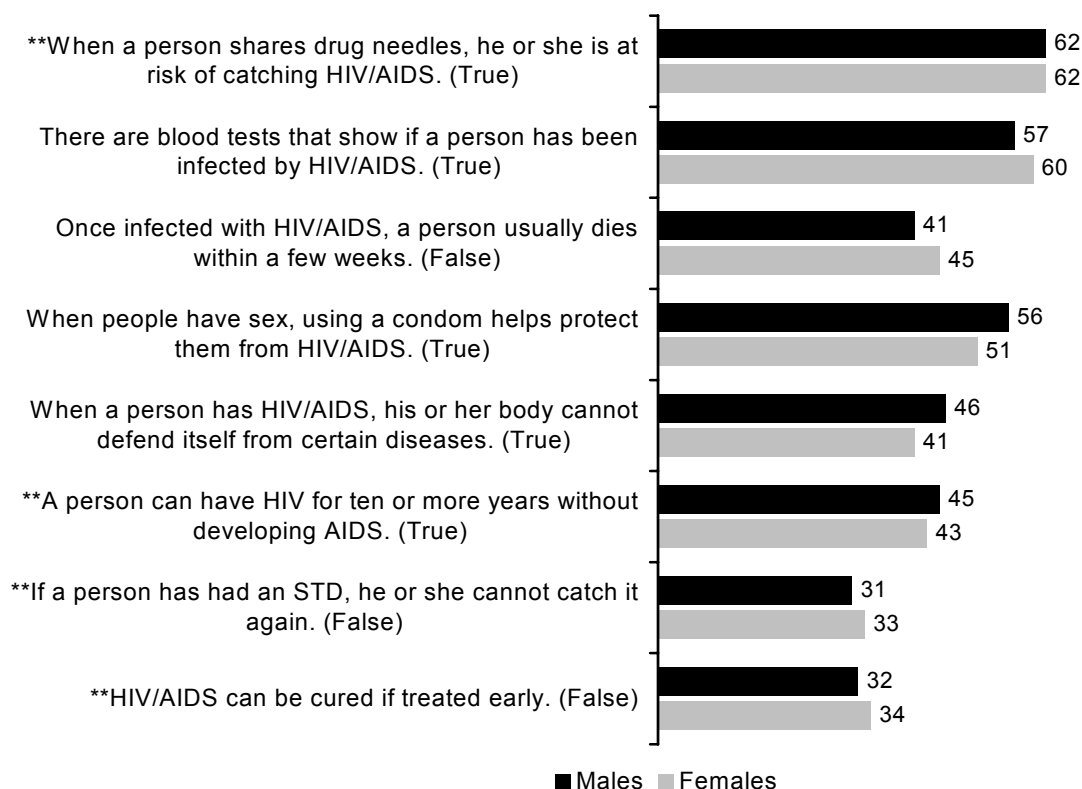 **When a person shares drug needles, he or she is at
risk of catching HIV/AIDS. (True)
62
62
There are blood tests that show if a person has been
infected by HIV/AIDS. (True)
57
60
Once infected with HIV/AIDS, a person usually dies
within a few weeks. (False)
41
45
When people have sex, using a condom helps protect
them from HIV/AIDS. (True)
56
51
When a person has HIV/AIDS, his or her body cannot
defend itself from certain diseases. (True)
46
41
**A person can have HIV for ten or more years without
developing AIDS. (True)
45
43
**If a person has had an STD, he or she cannot catch it
again. (False)
31
33
**HIV/AIDS can be cured if treated early. (False)
32
34
Males Females